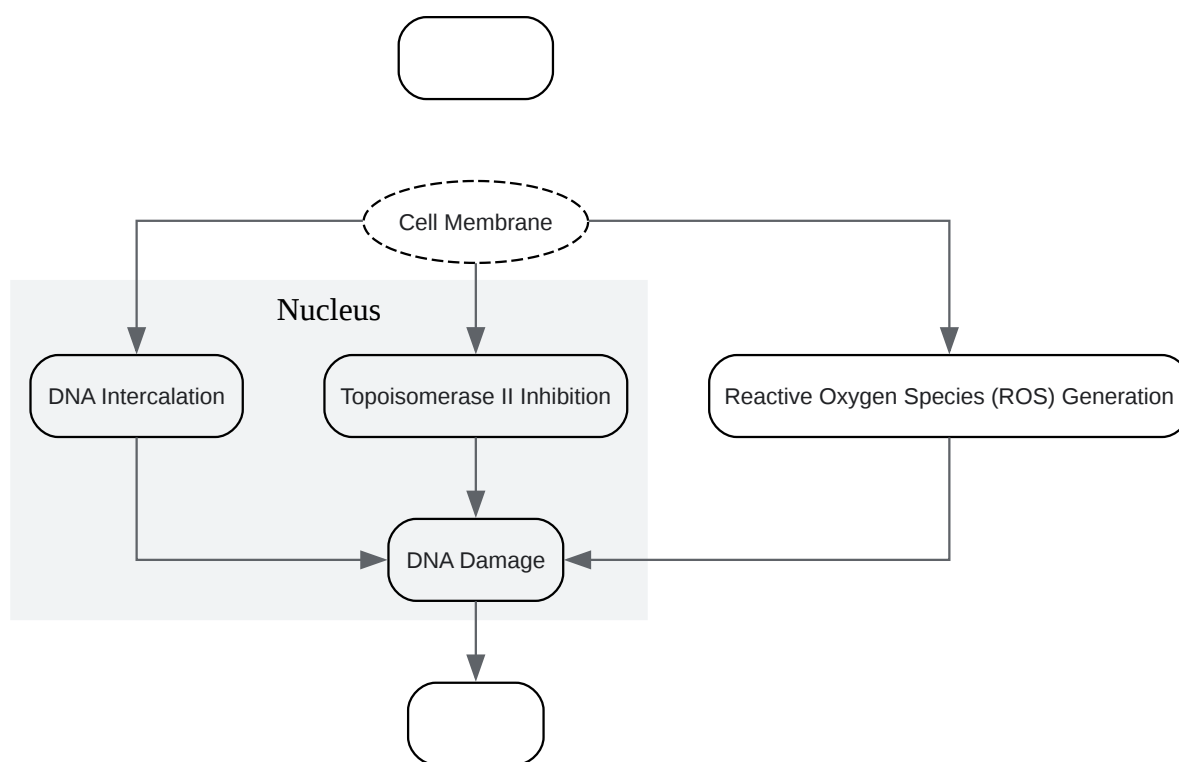 Cell Membrane
Nucleus
DNA Intercalation
Topoisomerase II Inhibition
Reactive Oxygen Species (ROS) Generation
DNA Damage